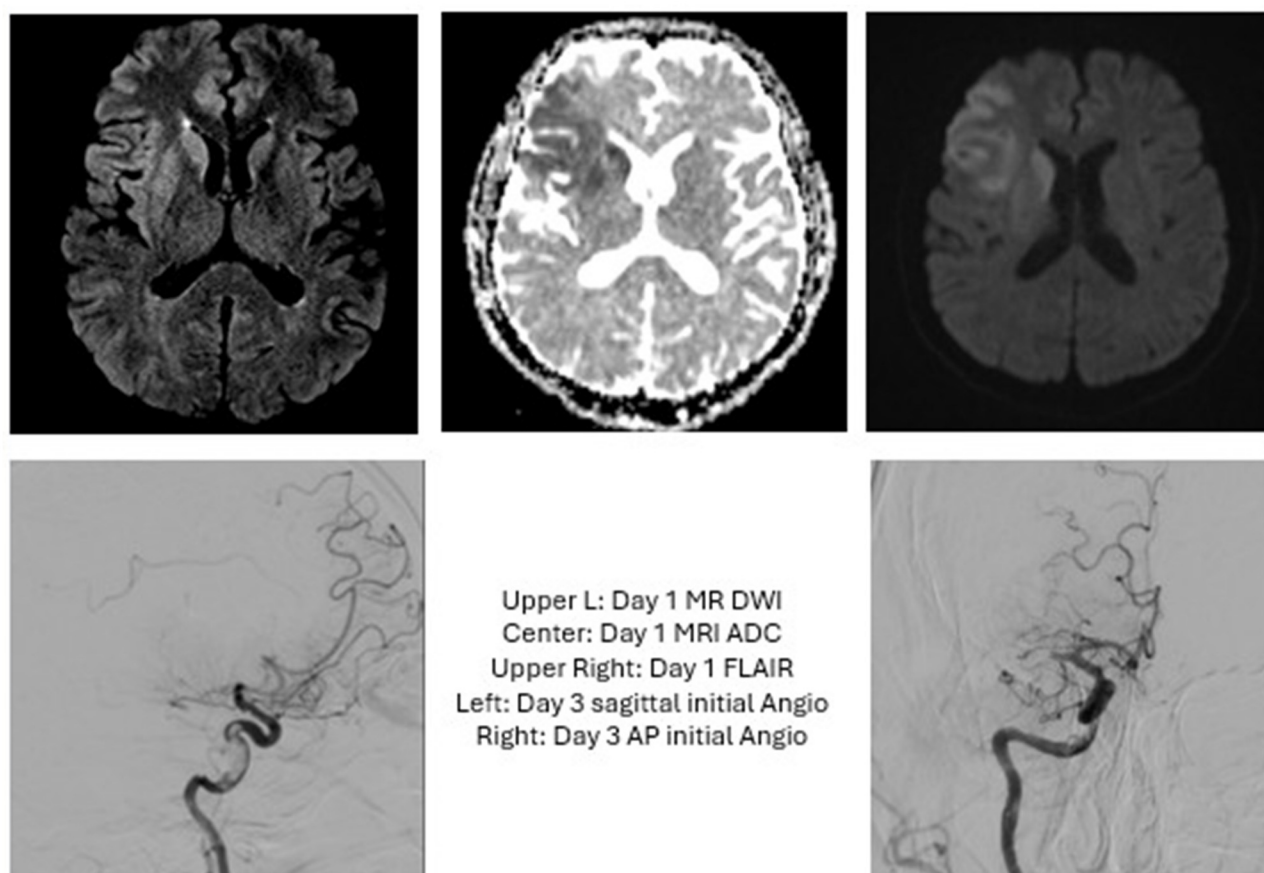 Upper L: Day 1 MR DWI
Center: Day 1 MRI ADC
Upper Right: Day 1 FLAIR
Left: Day 3 sagittal initial Angio
Right: Day 3 AP initial Angio